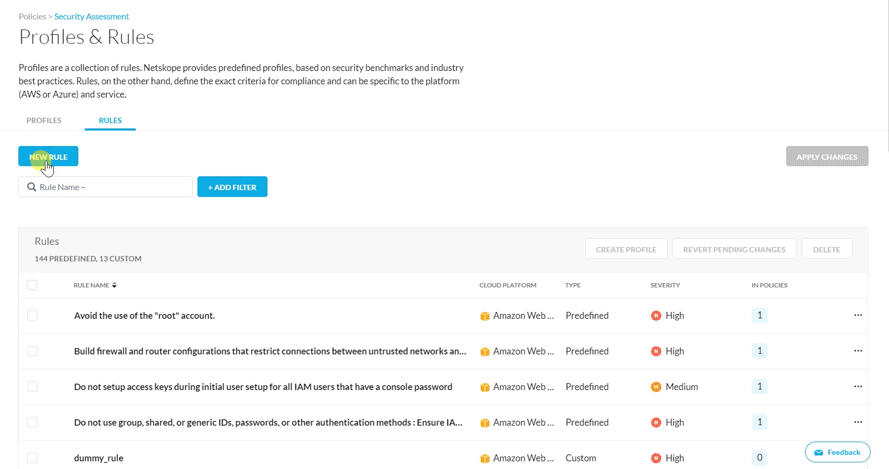 Policies > Security Assessment
Profiles & Rules
Profiles are a collection of rules. Netskope provides predefined profiles, based on security benchmarks and industry
best practices. Rules, on the other hand, define the exact criteria for compliance and can be specific to the platform
(AWS or Azure) and service.
PROFILES RULES
NEW RULE APPLY CHANGES
Rule Name ~ + ADD FILTER
Rules
144 PREDEFINED, 13 CUSTOM
CREATE PROFILE REVERT PENDING CHANGES DELETE
RULE NAME CLOUD PLATFORM TYPE SEVERITY IN POLICIES
Avoid the use of the "root" account. Amazon Web ... Predefined High 1 ...
Build firewall and router configurations that restrict connections between untrusted networks an... Amazon Web ... Predefined High 1 ...
Do not setup access keys during initial user setup for all IAM users that have a console password Amazon Web ... Predefined Medium 1 ...
Do not use group, shared, or generic IDs, passwords, or other authentication methods : Ensure IA... Amazon Web ... Predefined High 1 ...
dummy_rule Amazon Web ... Custom High 0
Feedback